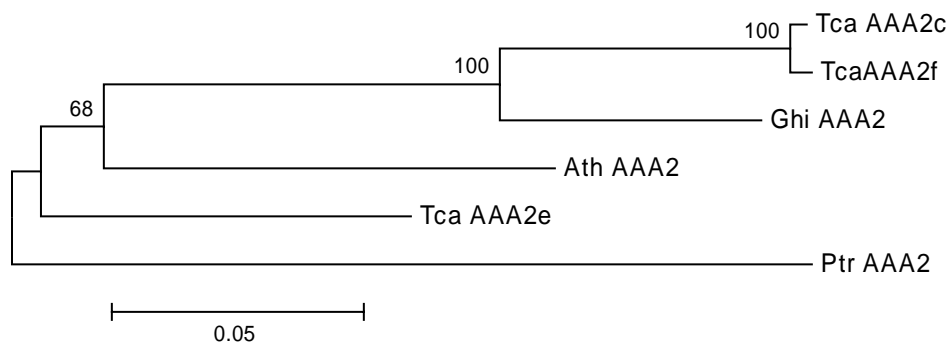 Tca AAA2c
100
TcaAAA2f
100
Ghi AAA2
68
Ath AAA2
Tca AAA2e
Ptr AAA2
0.05